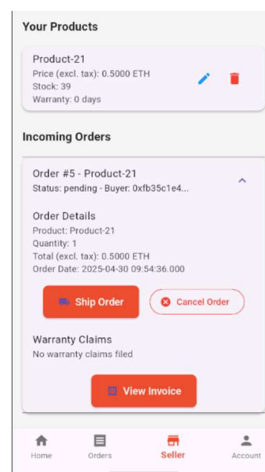 Your Products
Product-21
Price (excl. tax): 0.5000 ETH
Stock: 39
Warranty: 0 days
Incoming Orders
Order #5 - Product-21
Status: pending - Buyer: 0xfb35c1e4...
Order Details
Product: Product-21
Quantity: 1
Total (excl. tax): 0.5000 ETH
Order Date: 2025-04-30 09:54:36.000
Ship Order
Cancel Order
Warranty Claims
No warranty claims filed
View Invoice
Home
Orders
Seller
Account